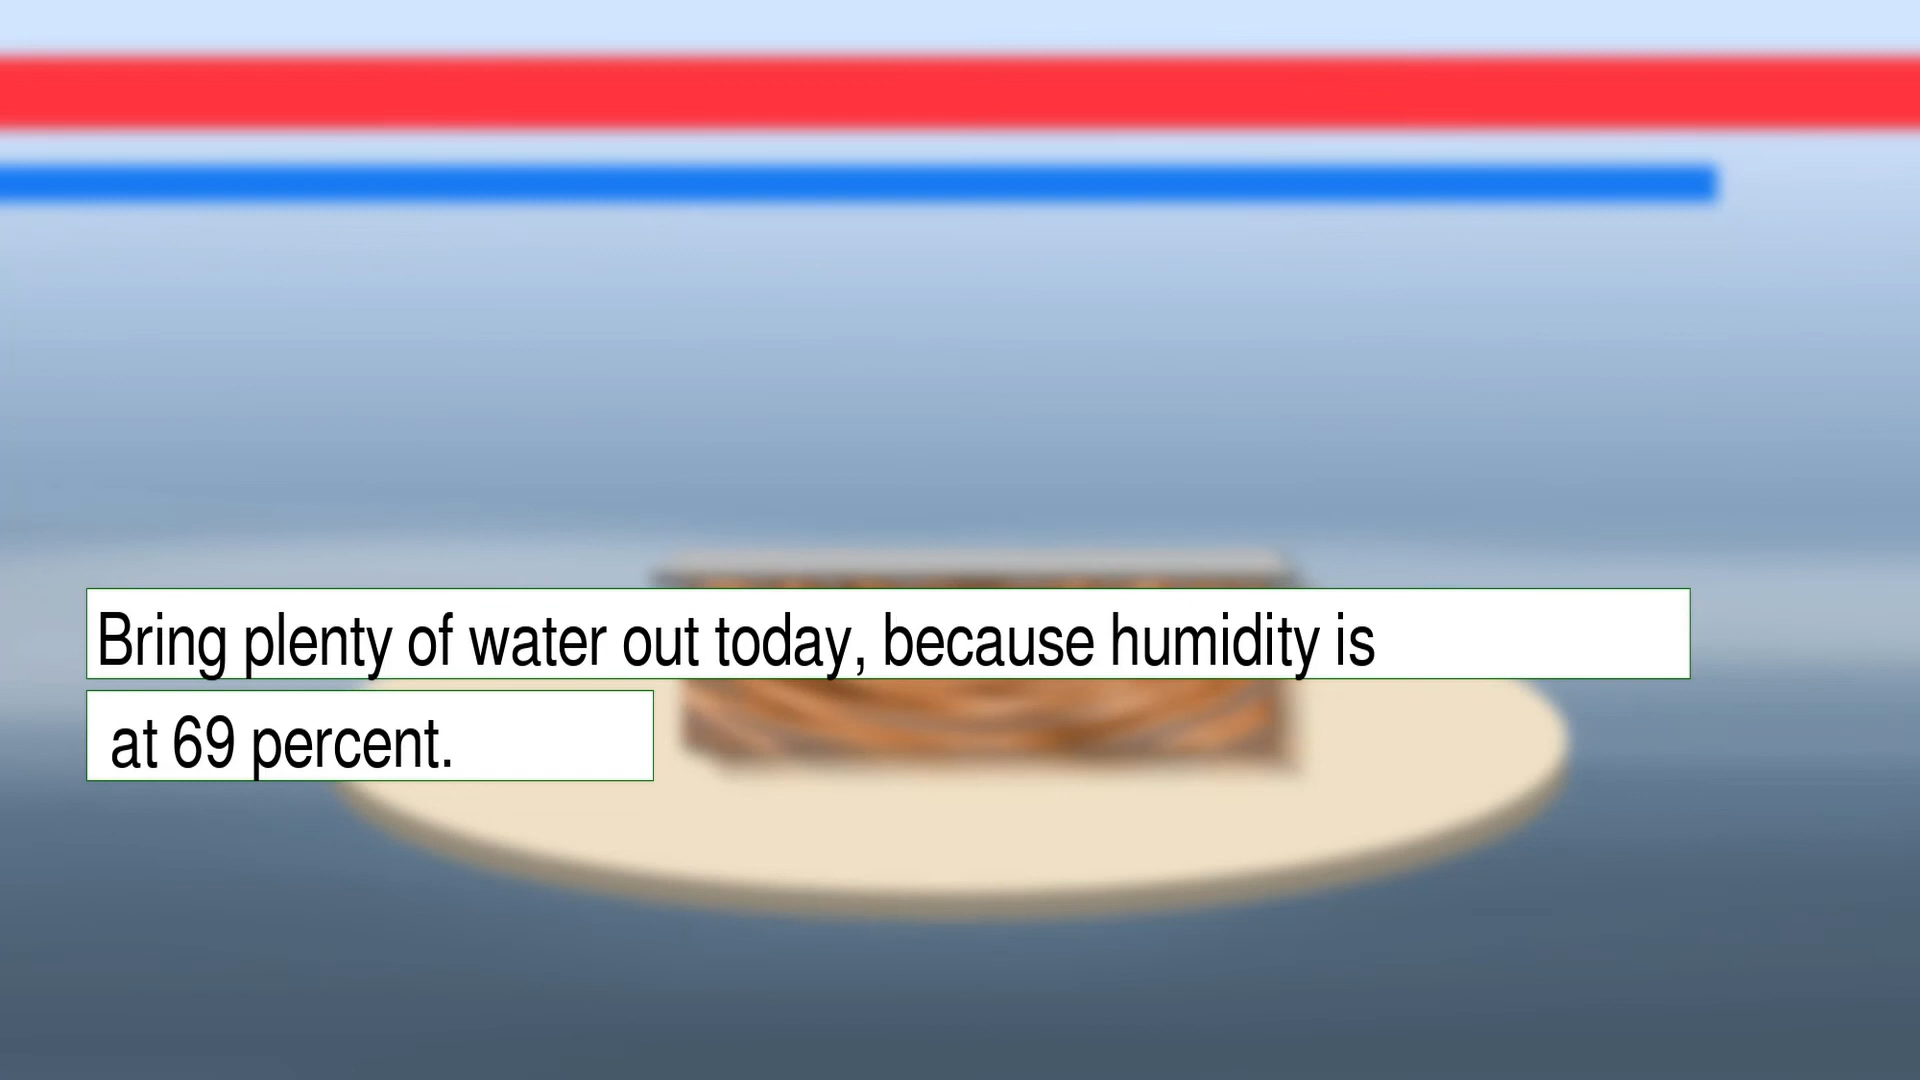 Bring plenty of water out today, because humidity is
at 69 percent.